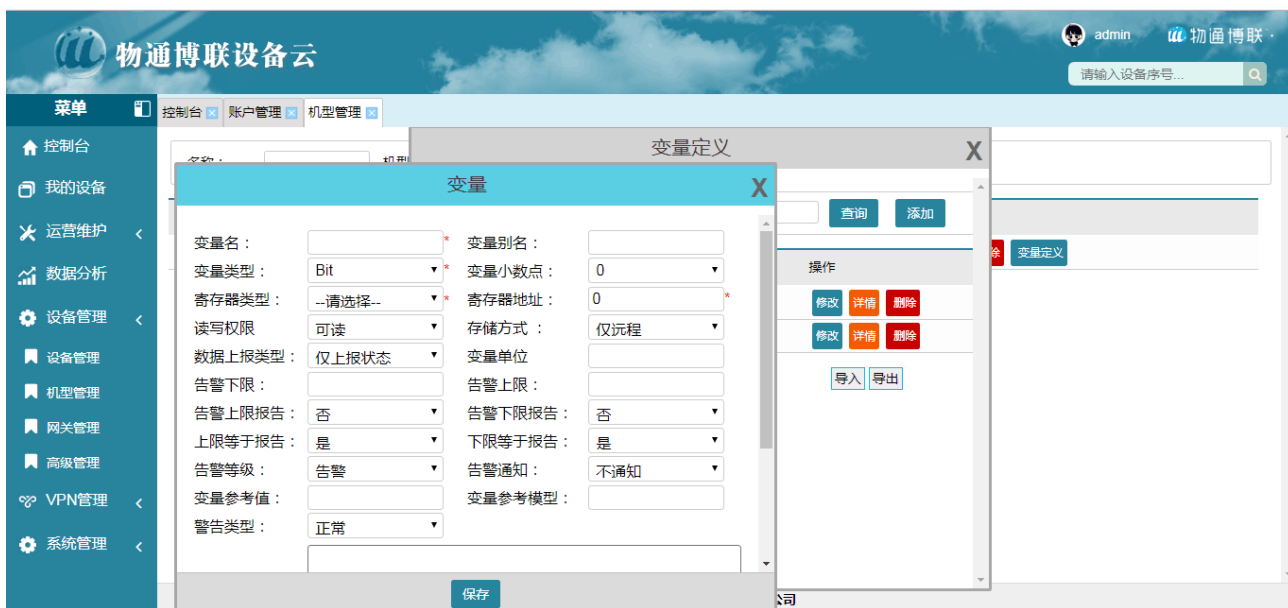 物通博联设备云
admin
物通博联·
请输入设备序号...
菜单
控制台
账户管理
机型管理
控制台
我的设备
运营维护
数据分析
设备管理
设备管理
机型管理
网关管理
高级管理
VPN管理
系统管理
变量定义 X
查询 添加
操作
修改 详情 删除
修改 详情 删除
导入 导出
变量定义
变量 X
变量名: * 变量别名:
变量类型: Bit * 变量小数点: 0
寄存器类型: --请选择-- * 寄存器地址: 0 *
读写权限 可读 存储方式 : 仅远程
数据上报类型: 仅上报状态 变量单位
告警下限: 告警上限:
告警上限报告: 否 告警下限报告: 否
上限等于报告: 是 下限等于报告: 是
告警等级: 告警 告警通知: 不通知
变量参考值: 变量参考模型:
警告类型: 正常
保存
公司